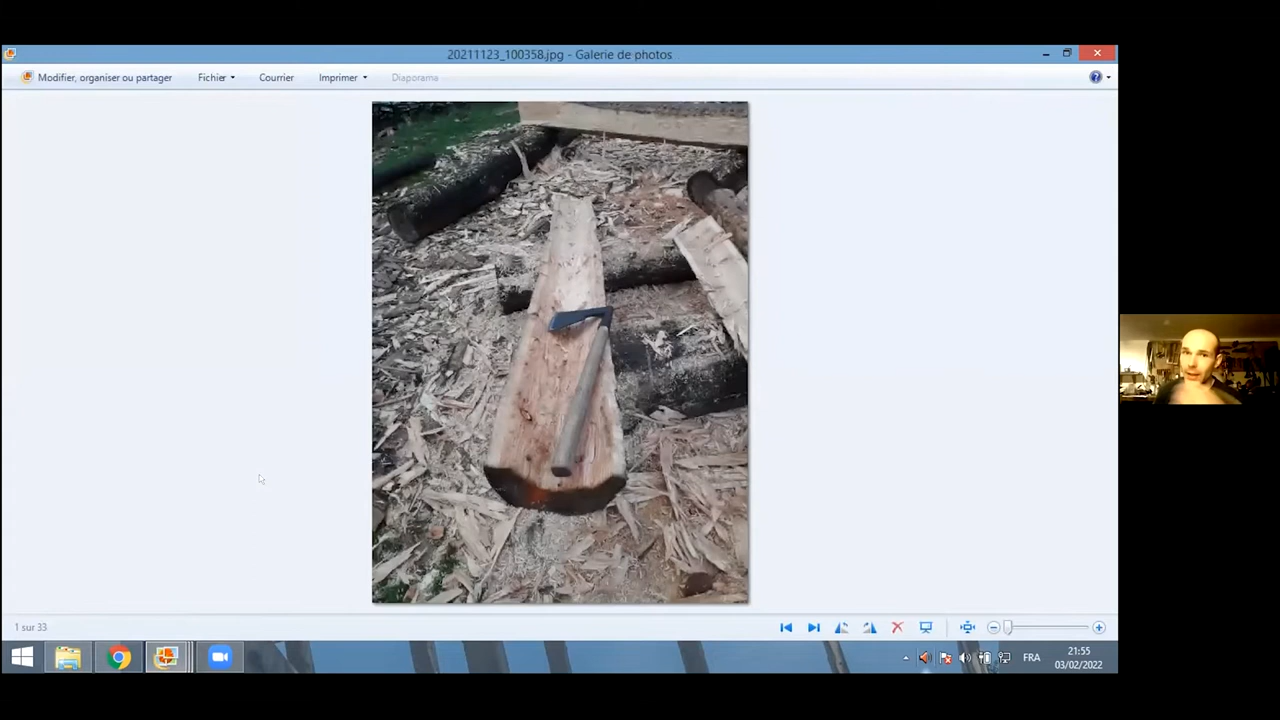 20211123_100358.jpg - Galerie de photos
Modifier, organiser ou partager Fichier Courrier Imprimer Diaporama
1 sur 33
FRA
21:55
03/02/2022